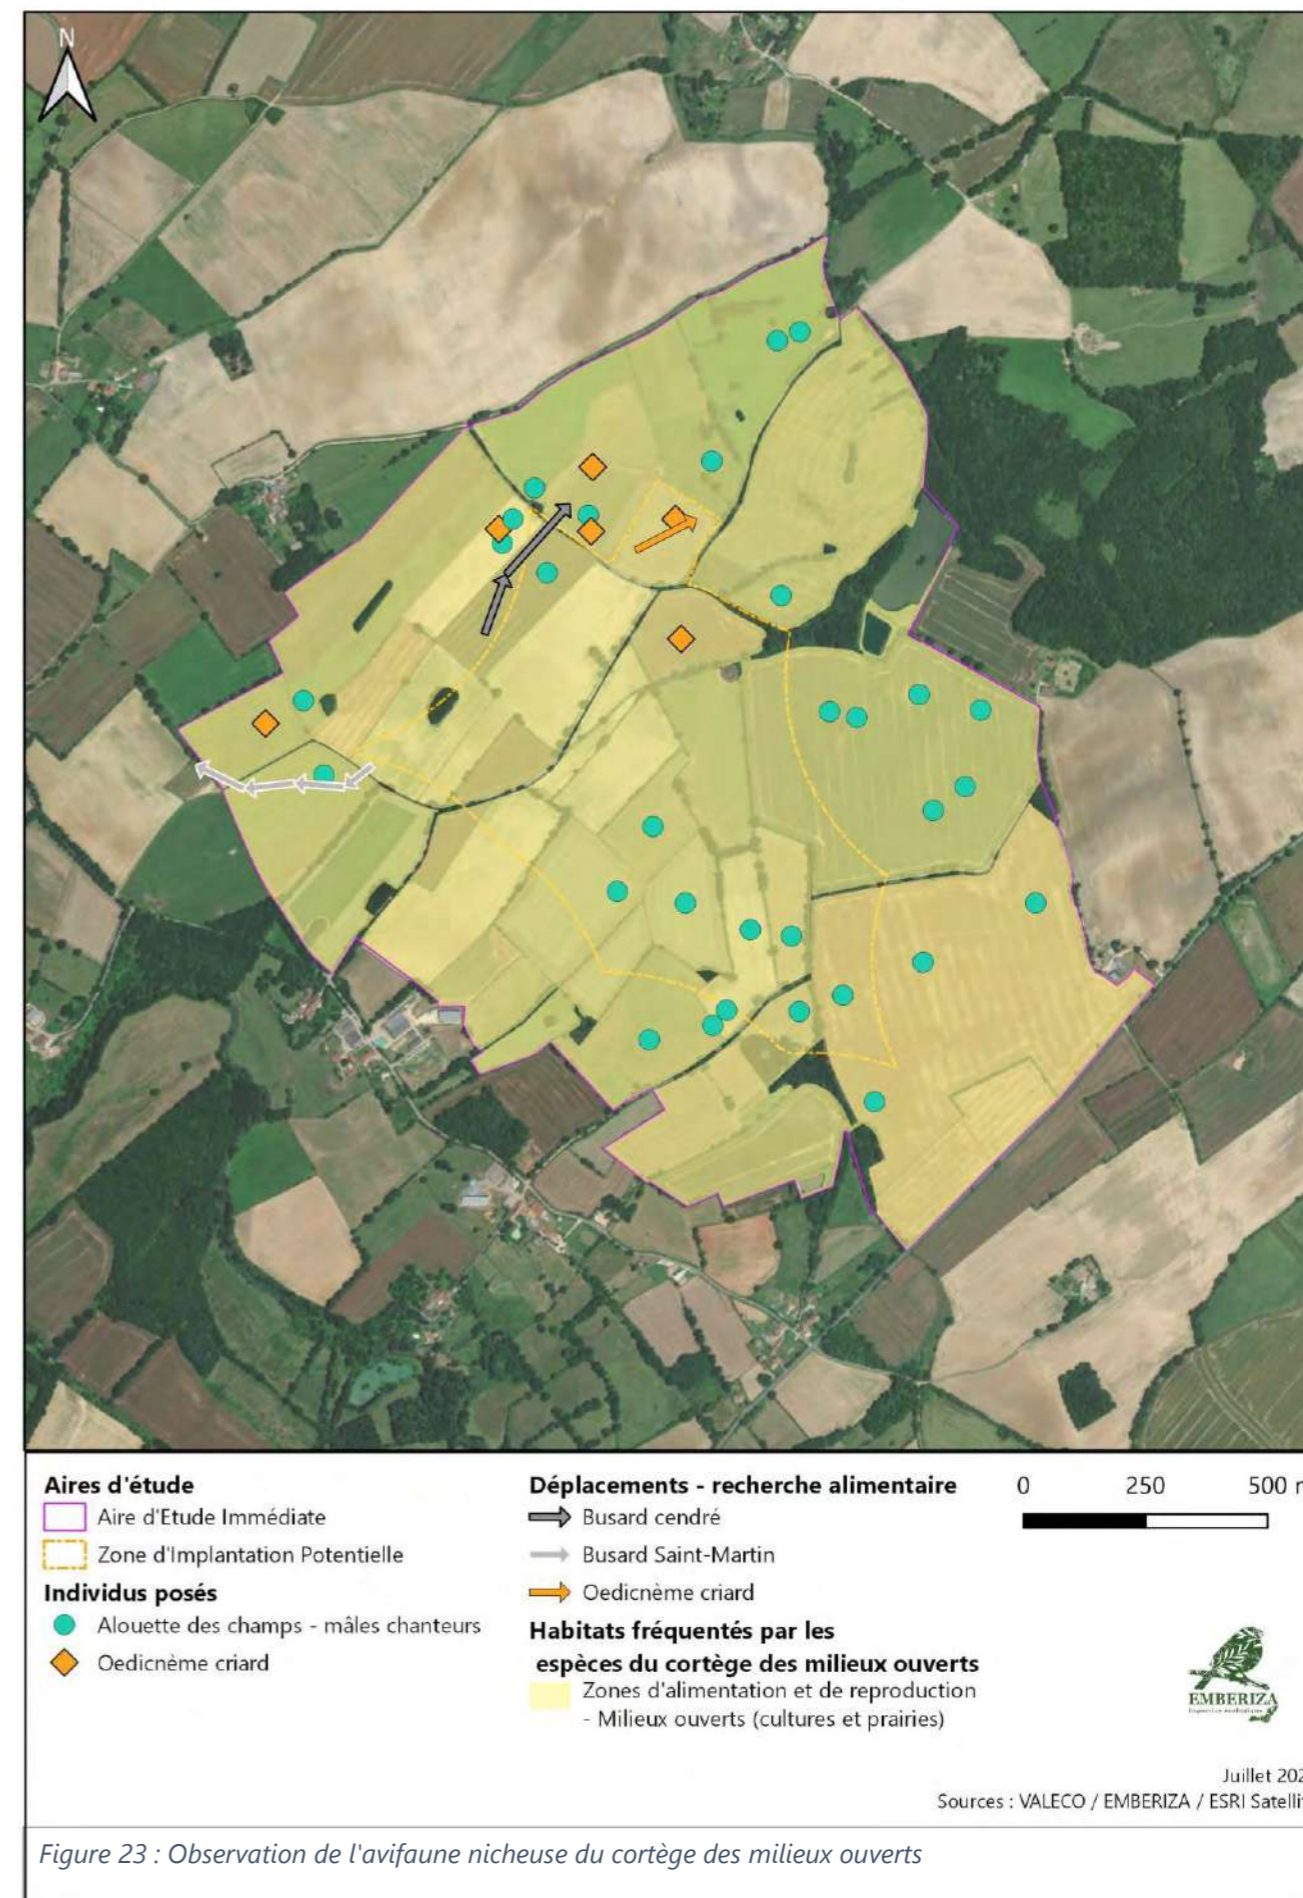 N
Aires d'étude
Aire d'Etude Immédiate
Zone d'Implantation Potentielle
Individus posés
Alouette des champs - mâles chanteurs
Oedicnème criard
Déplacements - recherche alimentaire
Busard cendré
Busard Saint-Martin
Oedicnème criard
Habitats fréquentés par les
espèces du cortège des milieux ouverts
Zones d'alimentation et de reproduction
- Milieux ouverts (cultures et prairies)
0 250 500
EMBERIZA
Juillet
Sources : VALECO / EMBERIZA / ESRI
Figure 23 : Observation de l'avifaune nicheuse du cortège des milieux ouverts